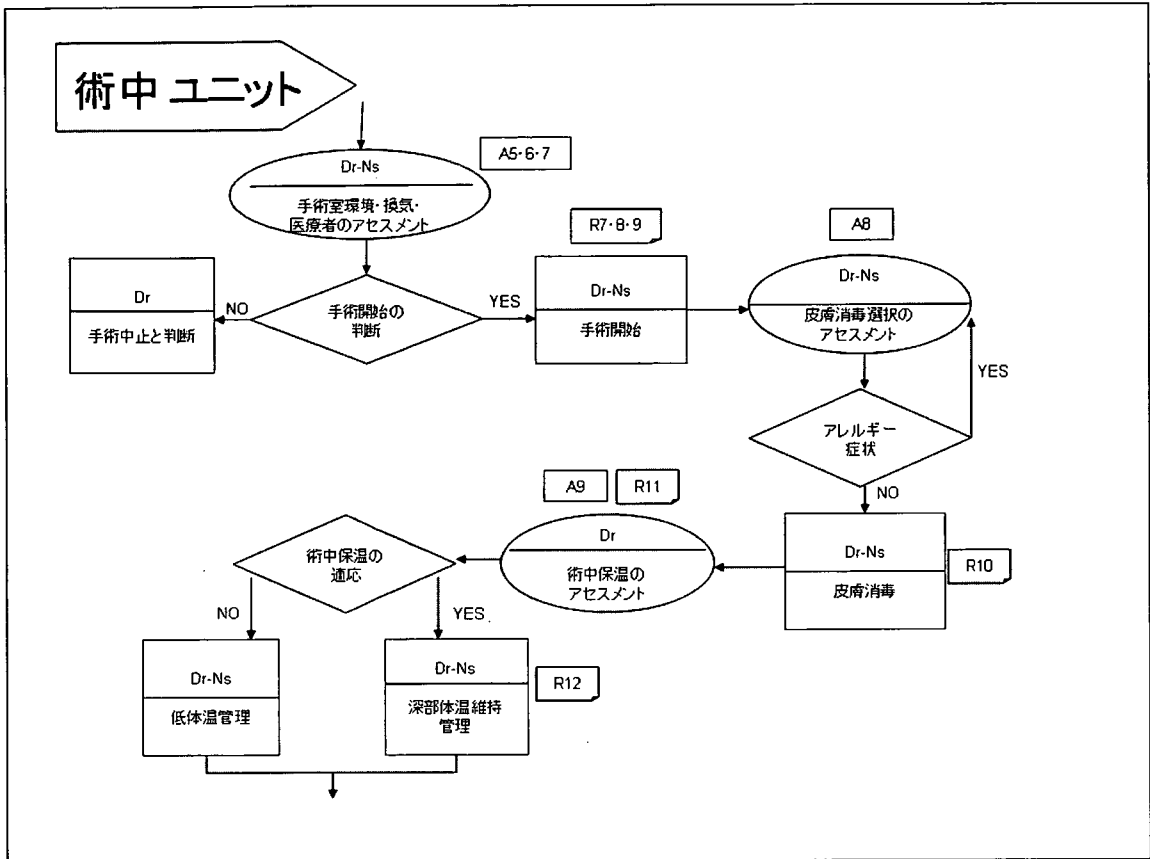 術中 ユニット
A5・6・7
Dr-Ns
手術室環境・換気・
医療者のアセスメント
R7・8・9
A8
Dr
手術中止と判断
NO
手術開始の
判断
YES
Dr-Ns
手術開始
Dr-Ns
皮膚消毒選択の
アセスメント
YES
アレルギー
症状
NO
A9
R11
術中保温の
適応
Dr
術中保温の
アセスメント
Dr-Ns
皮膚消毒
R10
NO
YES
Dr-Ns
低体温管理
Dr-Ns
深部体温維持
管理
R12